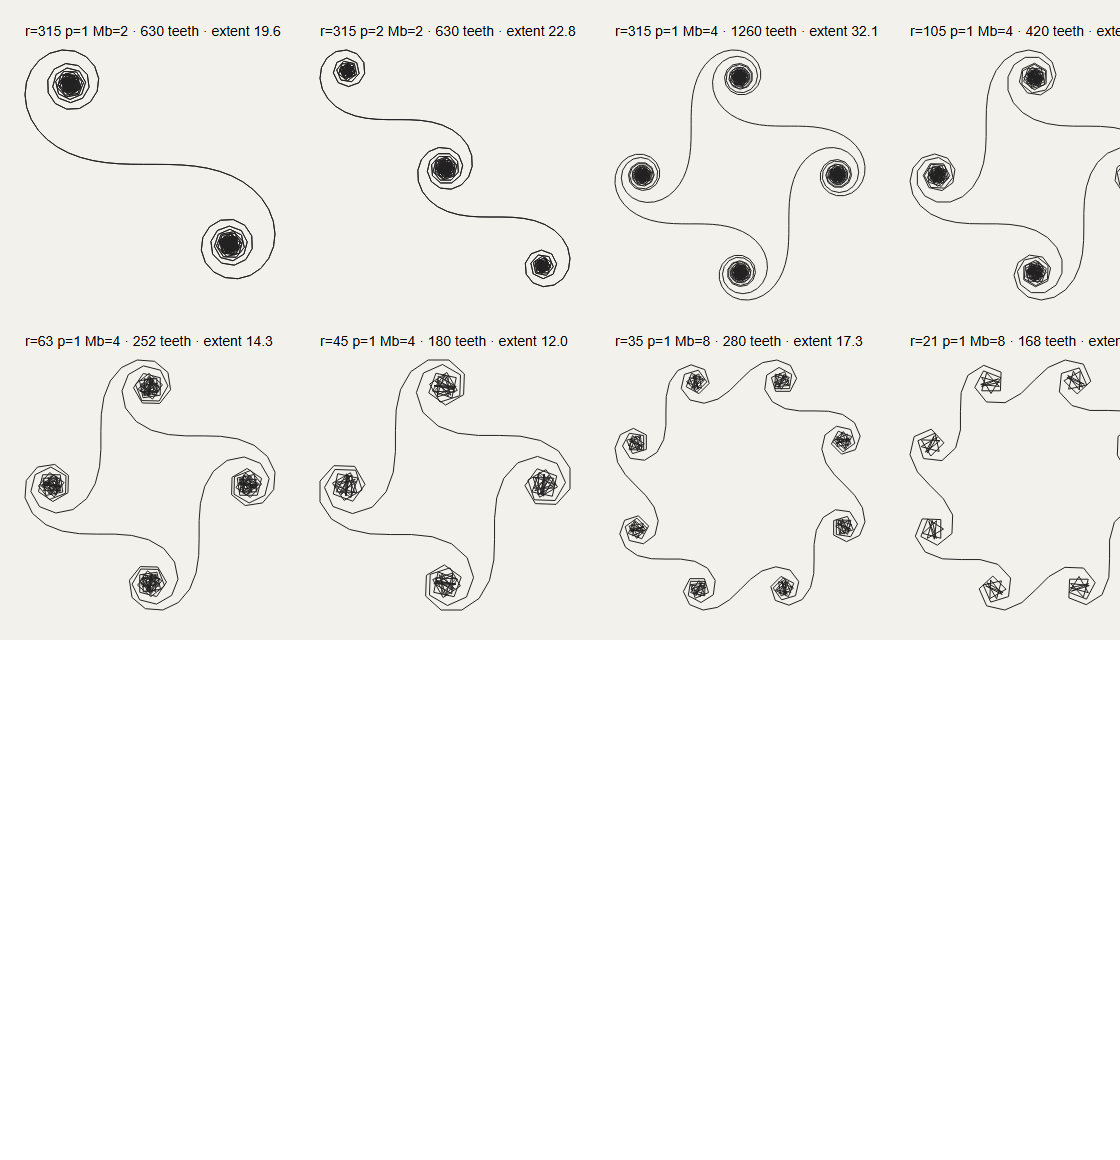 r=315 p=1 Mb=2 · 630 teeth · extent 19.6
r=315 p=2 Mb=2 · 630 teeth · extent 22.8
r=315 p=1 Mb=4 · 1260 teeth · extent 32.1
r=105 p=1 Mb=4 · 420 teeth · exte
r=63 p=1 Mb=4 · 252 teeth · extent 14.3
r=45 p=1 Mb=4 · 180 teeth · extent 12.0
r=35 p=1 Mb=8 · 280 teeth · extent 17.3
r=21 p=1 Mb=8 · 168 teeth · exter